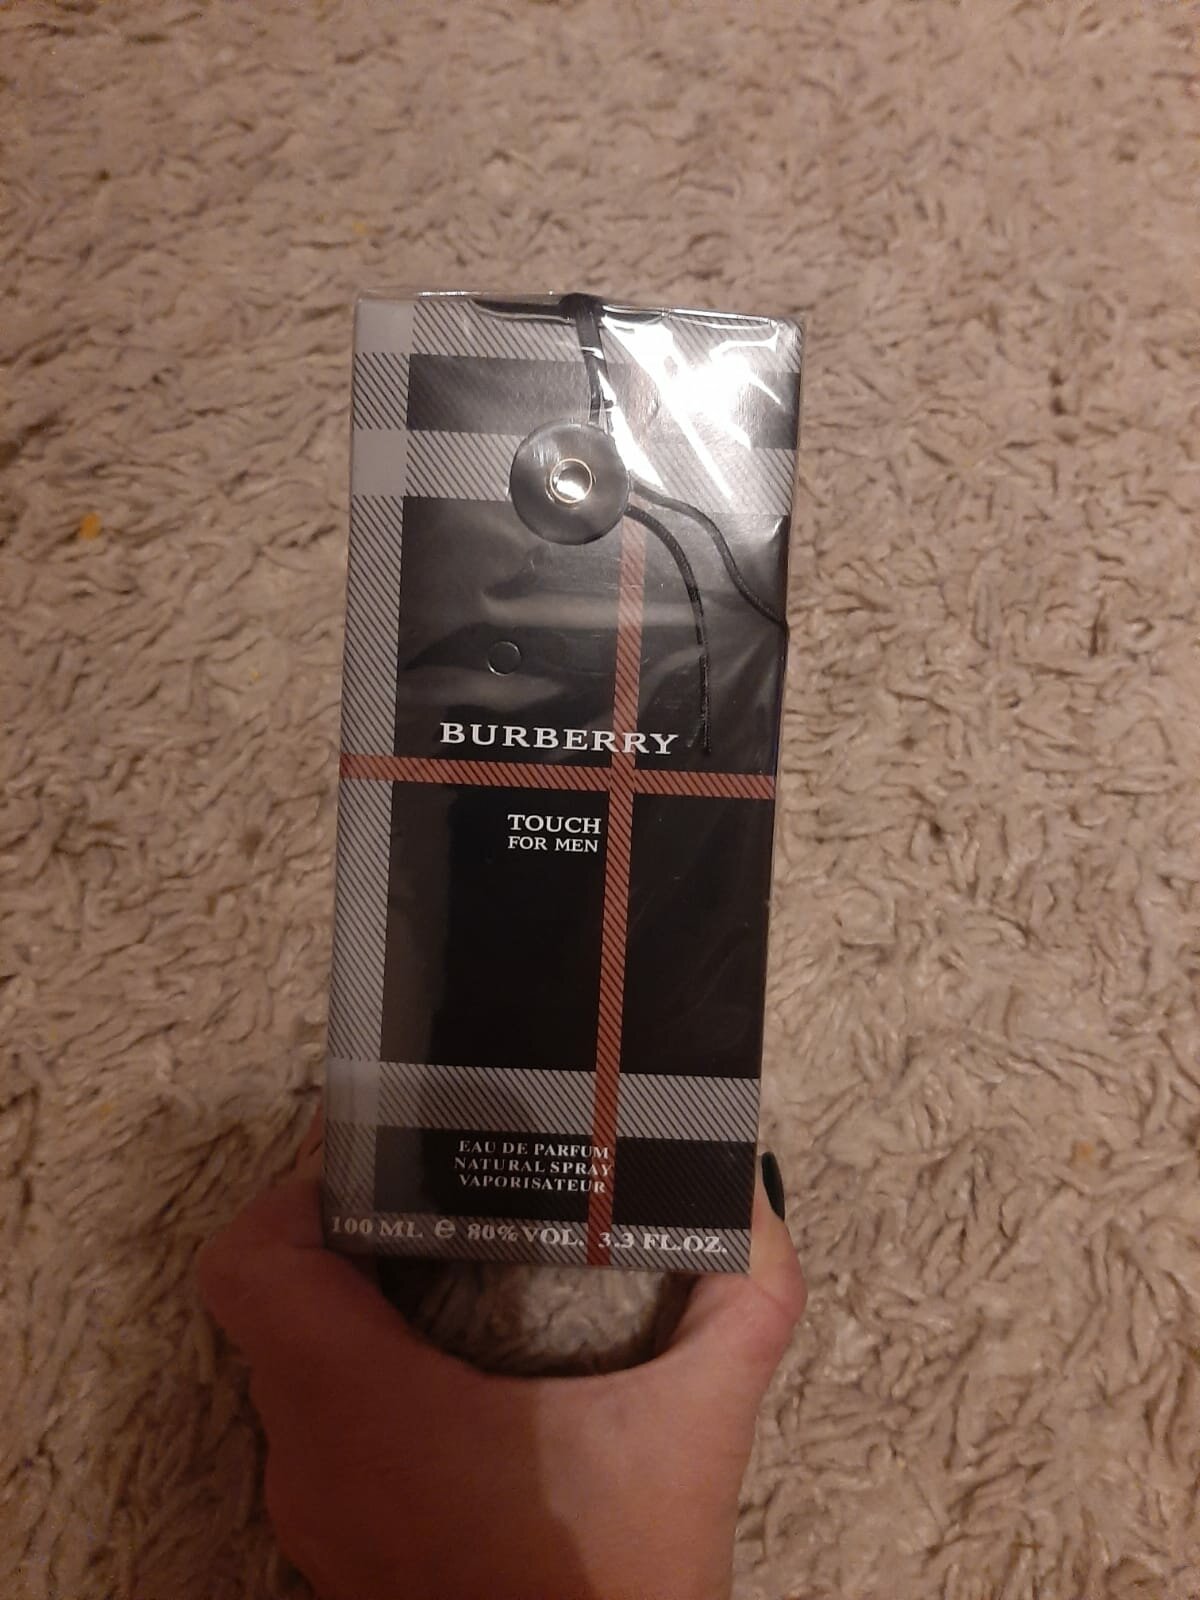 BURBERRY
TOUCH
FOR MEN
EAU DE PARFUM
NATURAL SPRAY
VAPORISATEUR
100 ML ℮ 80% VOL. 3.3 FL.OZ.